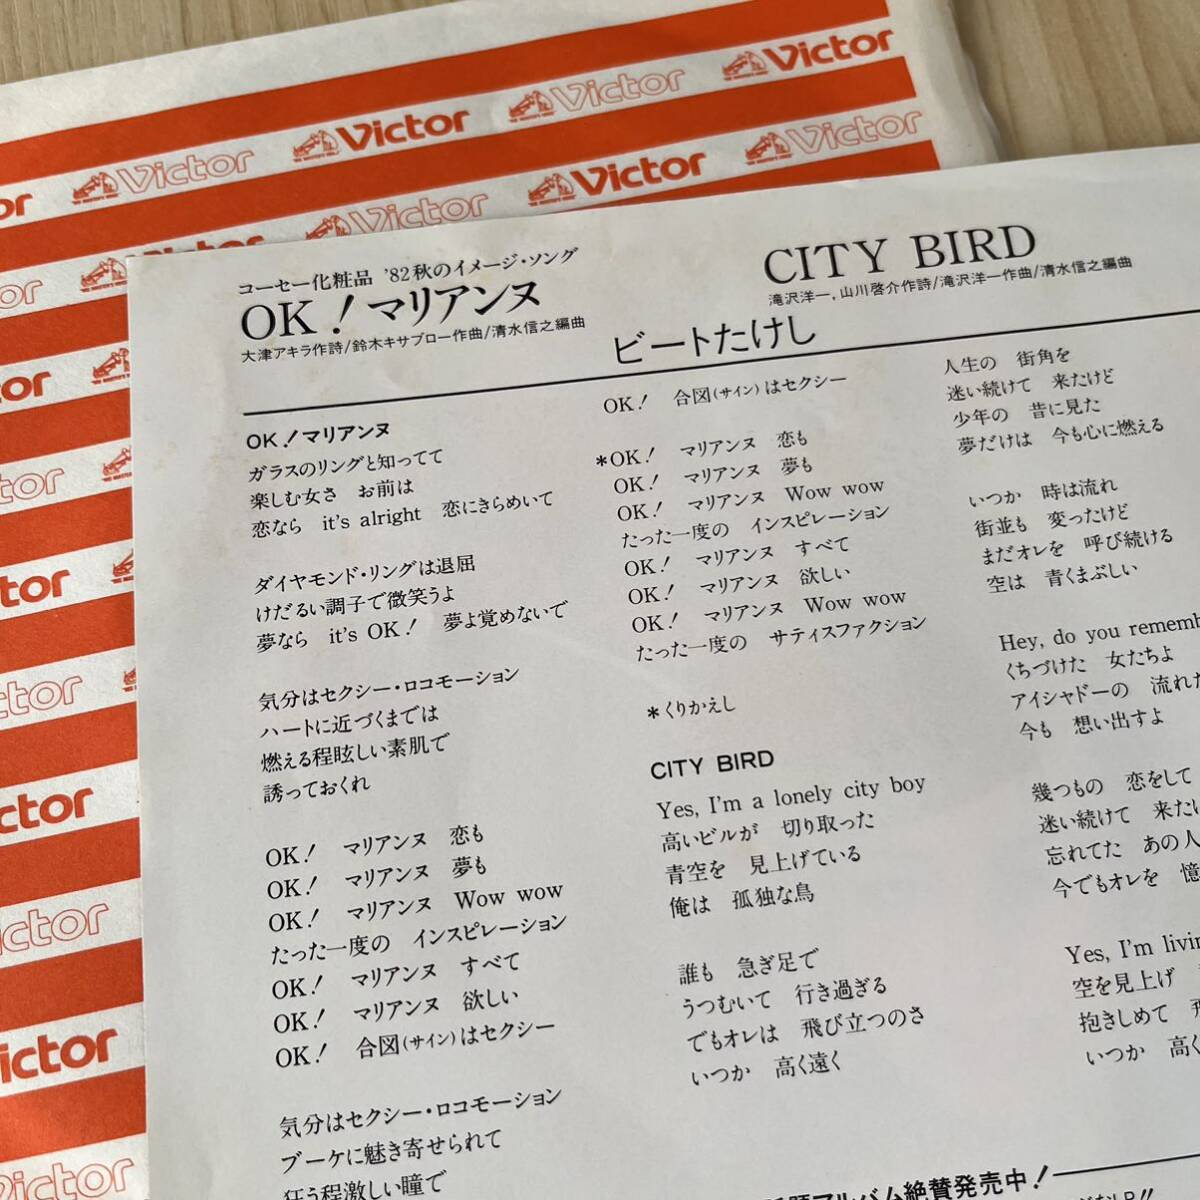 Victor
Victor
Victor
Victor
Victor
Victor
Victor
Victor
Victor
コーセー化粧品 '82秋のイメージ・ソング
OK！マリアンヌ
大津アキラ作詩/鈴木キサブロー作曲/清水信之編曲
CITY BIRD
滝沢洋一，山川啓介作詩/滝沢洋一作曲/清水信之編曲
ビートたけし
OK！マリアンヌ
ガラスのリングと知ってて
楽しむ女さ お前は
恋なら it's alright 恋にきらめいて
ダイヤモンド・リングは退屈
けだるい調子で微笑うよ
夢なら it's OK！ 夢よ覚めないで
気分はセクシー・ロコモーション
ハートに近づくまでは
燃える程眩しい素肌で
誘っておくれ
OK！ マリアンヌ 恋も
OK！ マリアンヌ 夢も
OK！ マリアンヌ Wow wow
たった一度の インスピレーション
OK！ マリアンヌ すべて
OK！ マリアンヌ 欲しい
OK！ 合図(サイン)はセクシー
気分はセクシー・ロコモーション
ブーケに魅き寄せられて
狂う程激しい瞳で
OK！ 合図(サイン)はセクシー
*OK！ マリアンヌ 恋も
OK！ マリアンヌ 夢も
OK！ マリアンヌ Wow wow
たった一度の インスピレーション
OK！ マリアンヌ すべて
OK！ マリアンヌ 欲しい
OK！ マリアンヌ Wow wow
たった一度の サティスファクション
*くりかえし
CITY BIRD
Yes, I'm a lonely city boy
高いビルが 切り取った
青空を 見上げている
俺は 孤独な鳥
誰も 急ぎ足で
うつむいて 行き過ぎる
でもオレは 飛び立つのさ
いつか 高く遠く
人生の 街角を
迷い続けて 来たけど
少年の 昔に見た
夢だけは 今も心に燃える
いつか 時は流れ
街並も 変ったけど
まだオレを 呼び続ける
空は 青くまぶしい
Hey, do you rememb
くちづけた 女たちよ
アイシャドーの 流れた
今も 想い出すよ
幾つもの 恋をして
迷い続けて 来たけ
忘れてた あの人
今でもオレを 憶
Yes, I'm livin
空を見上げ
抱きしめて 飛
いつか 高く
題アルバム絶賛発売中！